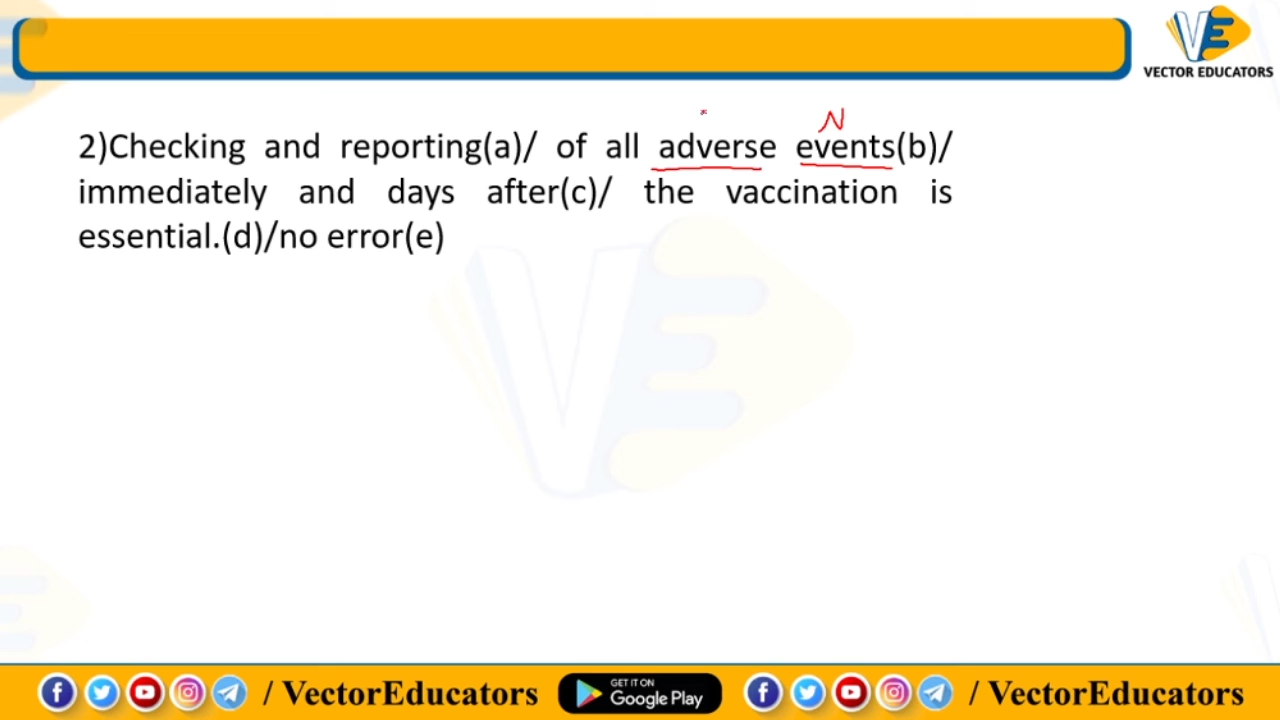 VECTOR EDUCATORS
N
2)Checking and reporting(a)/ of all adverse events(b)/
immediately and days after(c)/ the vaccination is
essential.(d)/no error(e)
/ VectorEducators
GET IT ON
Google Play
/ VectorEducators